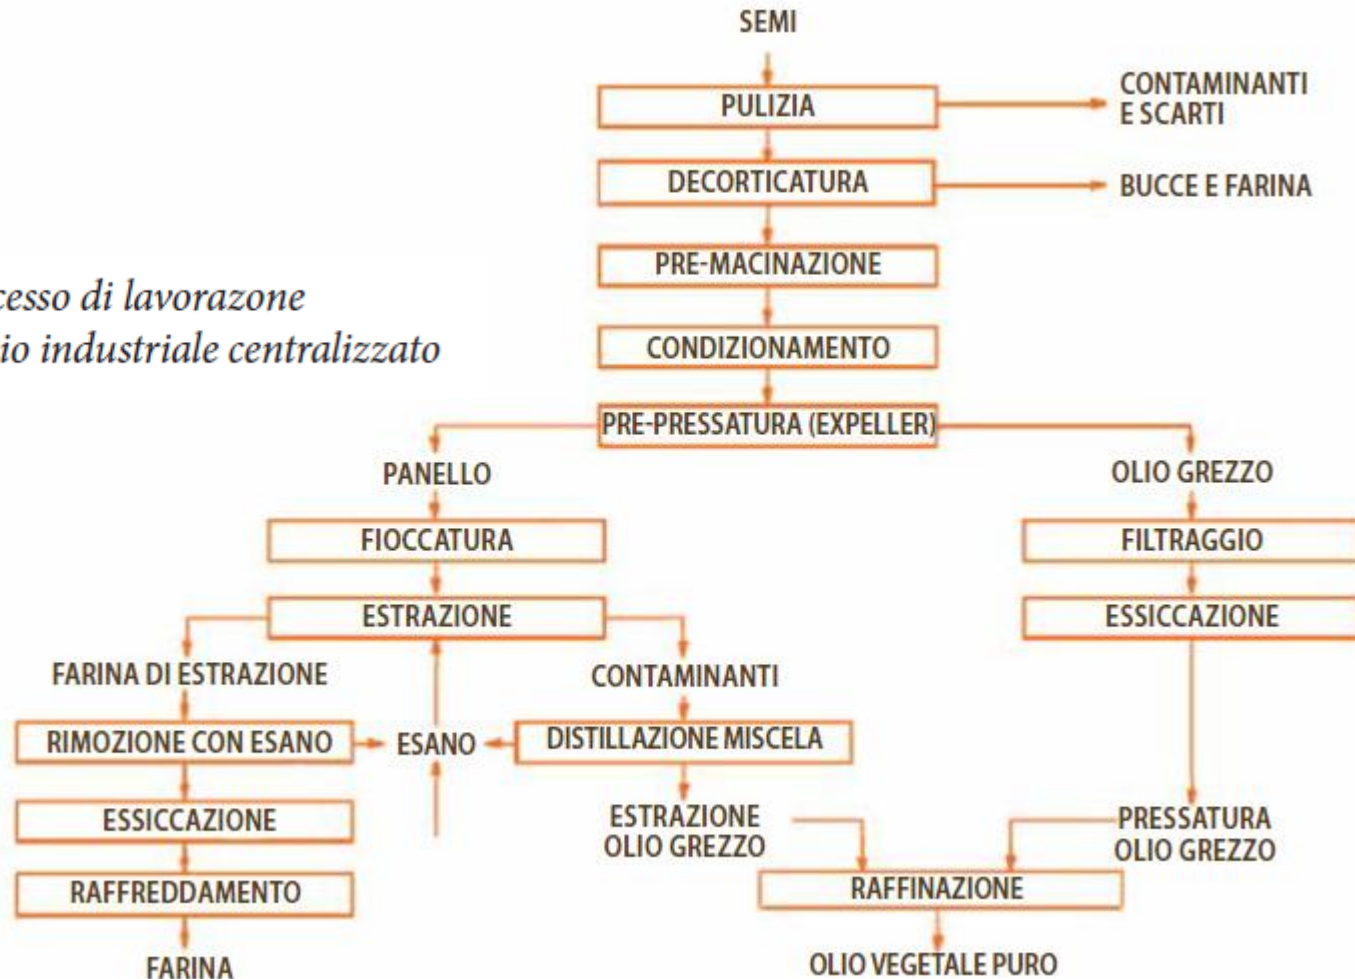 SEMI
PULIZIA
CONTAMINANTI
E SCARTI
DECORTICATURA
BUCCE E FARINA
PRE-MACINAZIONE
cesso di lavorazone
io industriale centralizzato
CONDIZIONAMENTO
PRE-PRESSATURA (EXPELLER)
PANELLO
OLIO GREZZO
FIOCCATURA
FILTRAGGIO
ESTRAZIONE
ESSICCAZIONE
FARINA DI ESTRAZIONE
CONTAMINANTI
RIMOZIONE CON ESANO
ESANO
DISTILLAZIONE MISCELA
ESSICCAZIONE
ESTRAZIONE
OLIO GREZZO
PRESSATURA
OLIO GREZZO
RAFFREDDAMENTO
RAFFINAZIONE
FARINA
OLIO VEGETALE PURO